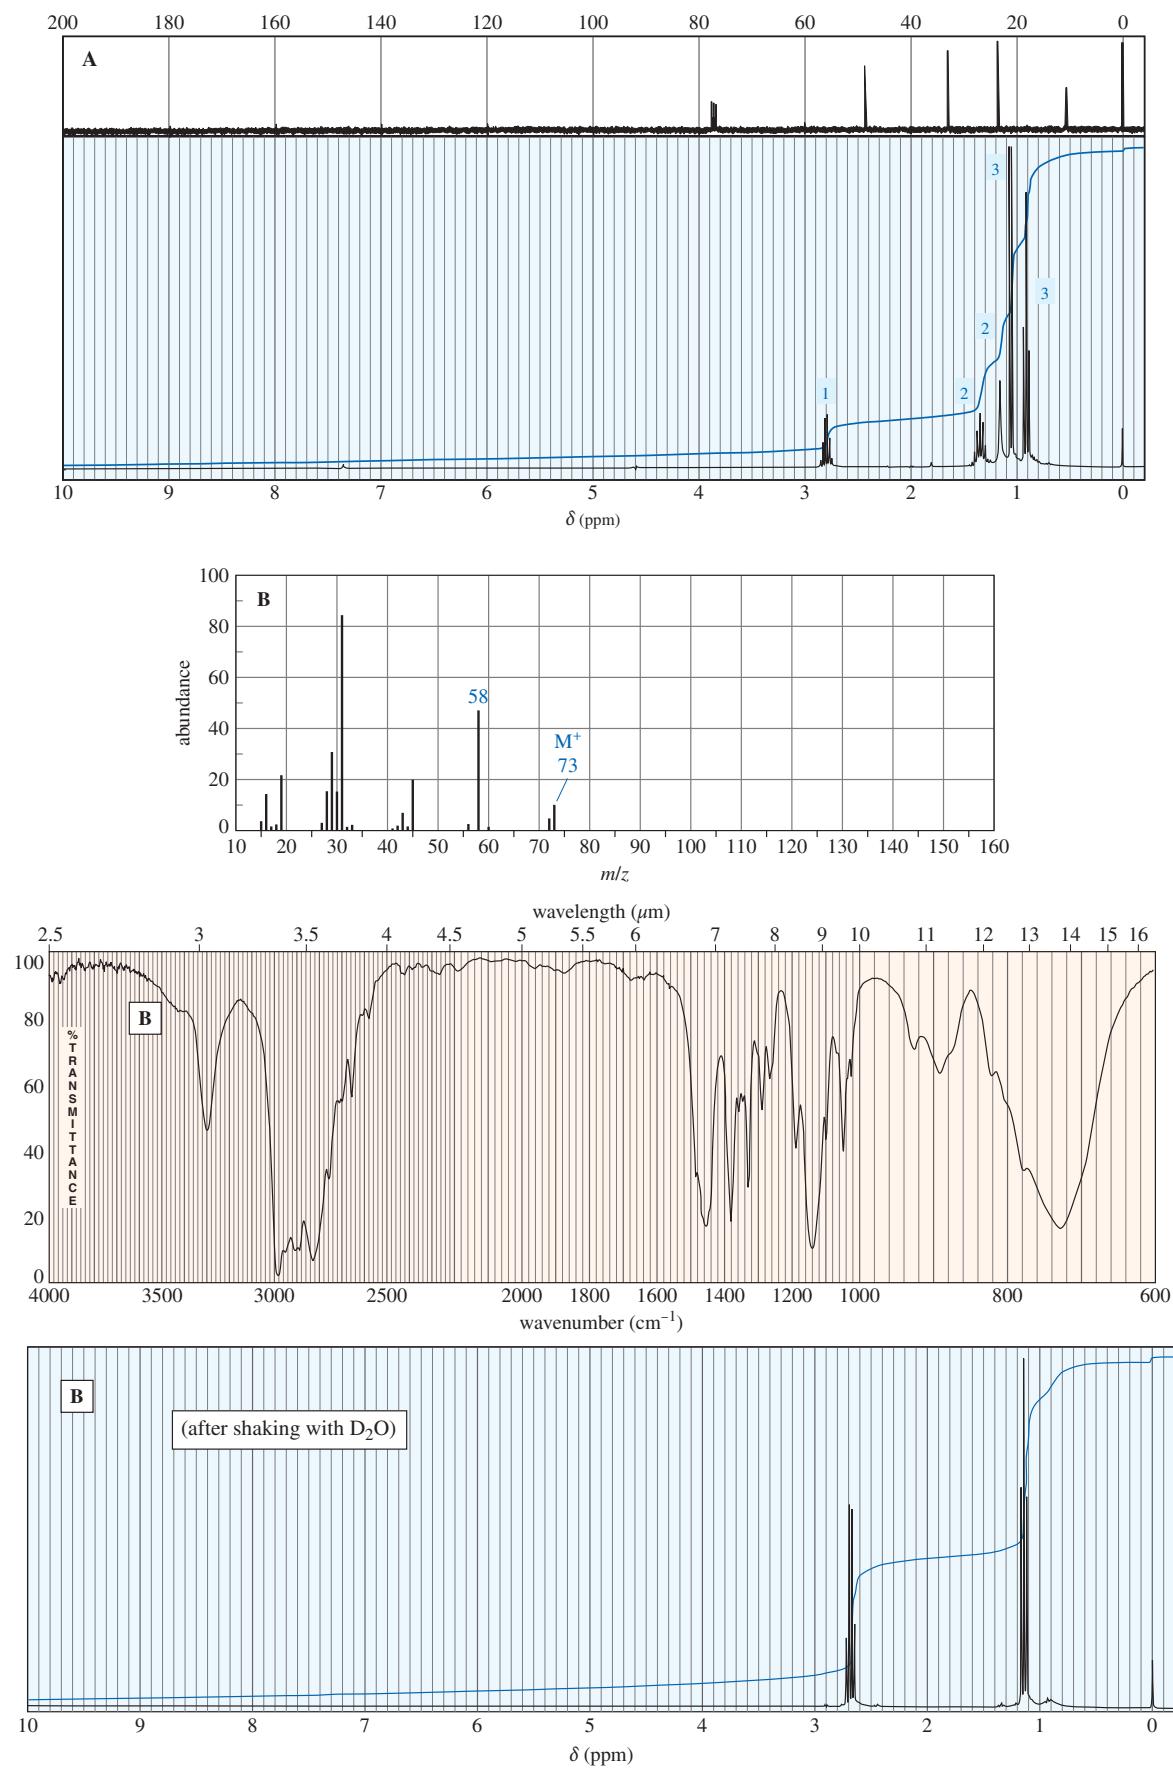 200 180 160 140 120 100 80 60 40 20 0
A
3
3
2
1 2
10 9 8 7 6 5 4 3 2 1 0
δ (ppm)
100
B
80
60
58
40
M⁺
73
20
0
abundance
10 20 30 40 50 60 70 80 90 100 110 120 130 140 150 160
m/z
wavelength (μm)
2.5 3 3.5 4 4.5 5 5.5 6 7 8 9 10 11 12 13 14 15 16
100
B
80
60
40
20
0
%TRANSMITTANCE
4000 3500 3000 2500 2000 1800 1600 1400 1200 1000 800 600
wavenumber (cm⁻¹)
B
(after shaking with D₂O)
10 9 8 7 6 5 4 3 2 1 0
δ (ppm)